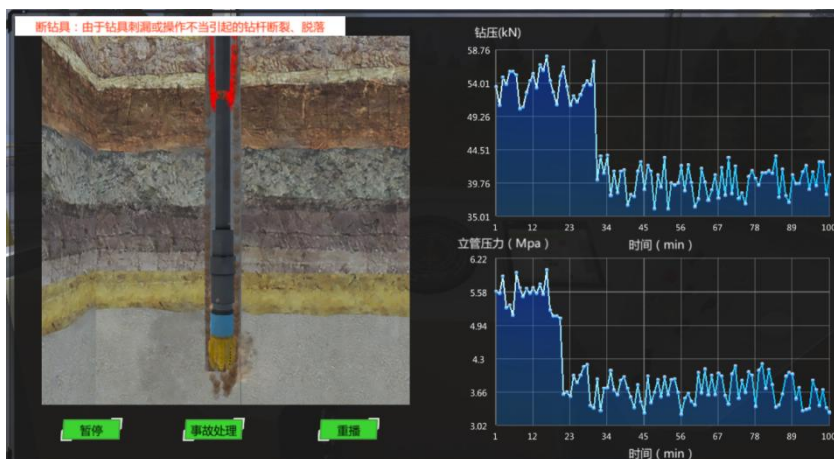 断钻具：由于钻具刺漏或操作不当引起的钻杆断裂、脱落
暂停
事故处理
重播
钻压(kN)
58.76
54.01
49.26
44.51
39.76
35.01
1 12 23 34 45 56 67 78 89 100
时间（min）
立管压力（Mpa）
6.22
5.58
4.94
4.3
3.66
3.02
1 12 23 34 45 56 67 78 89 100
时间（min）